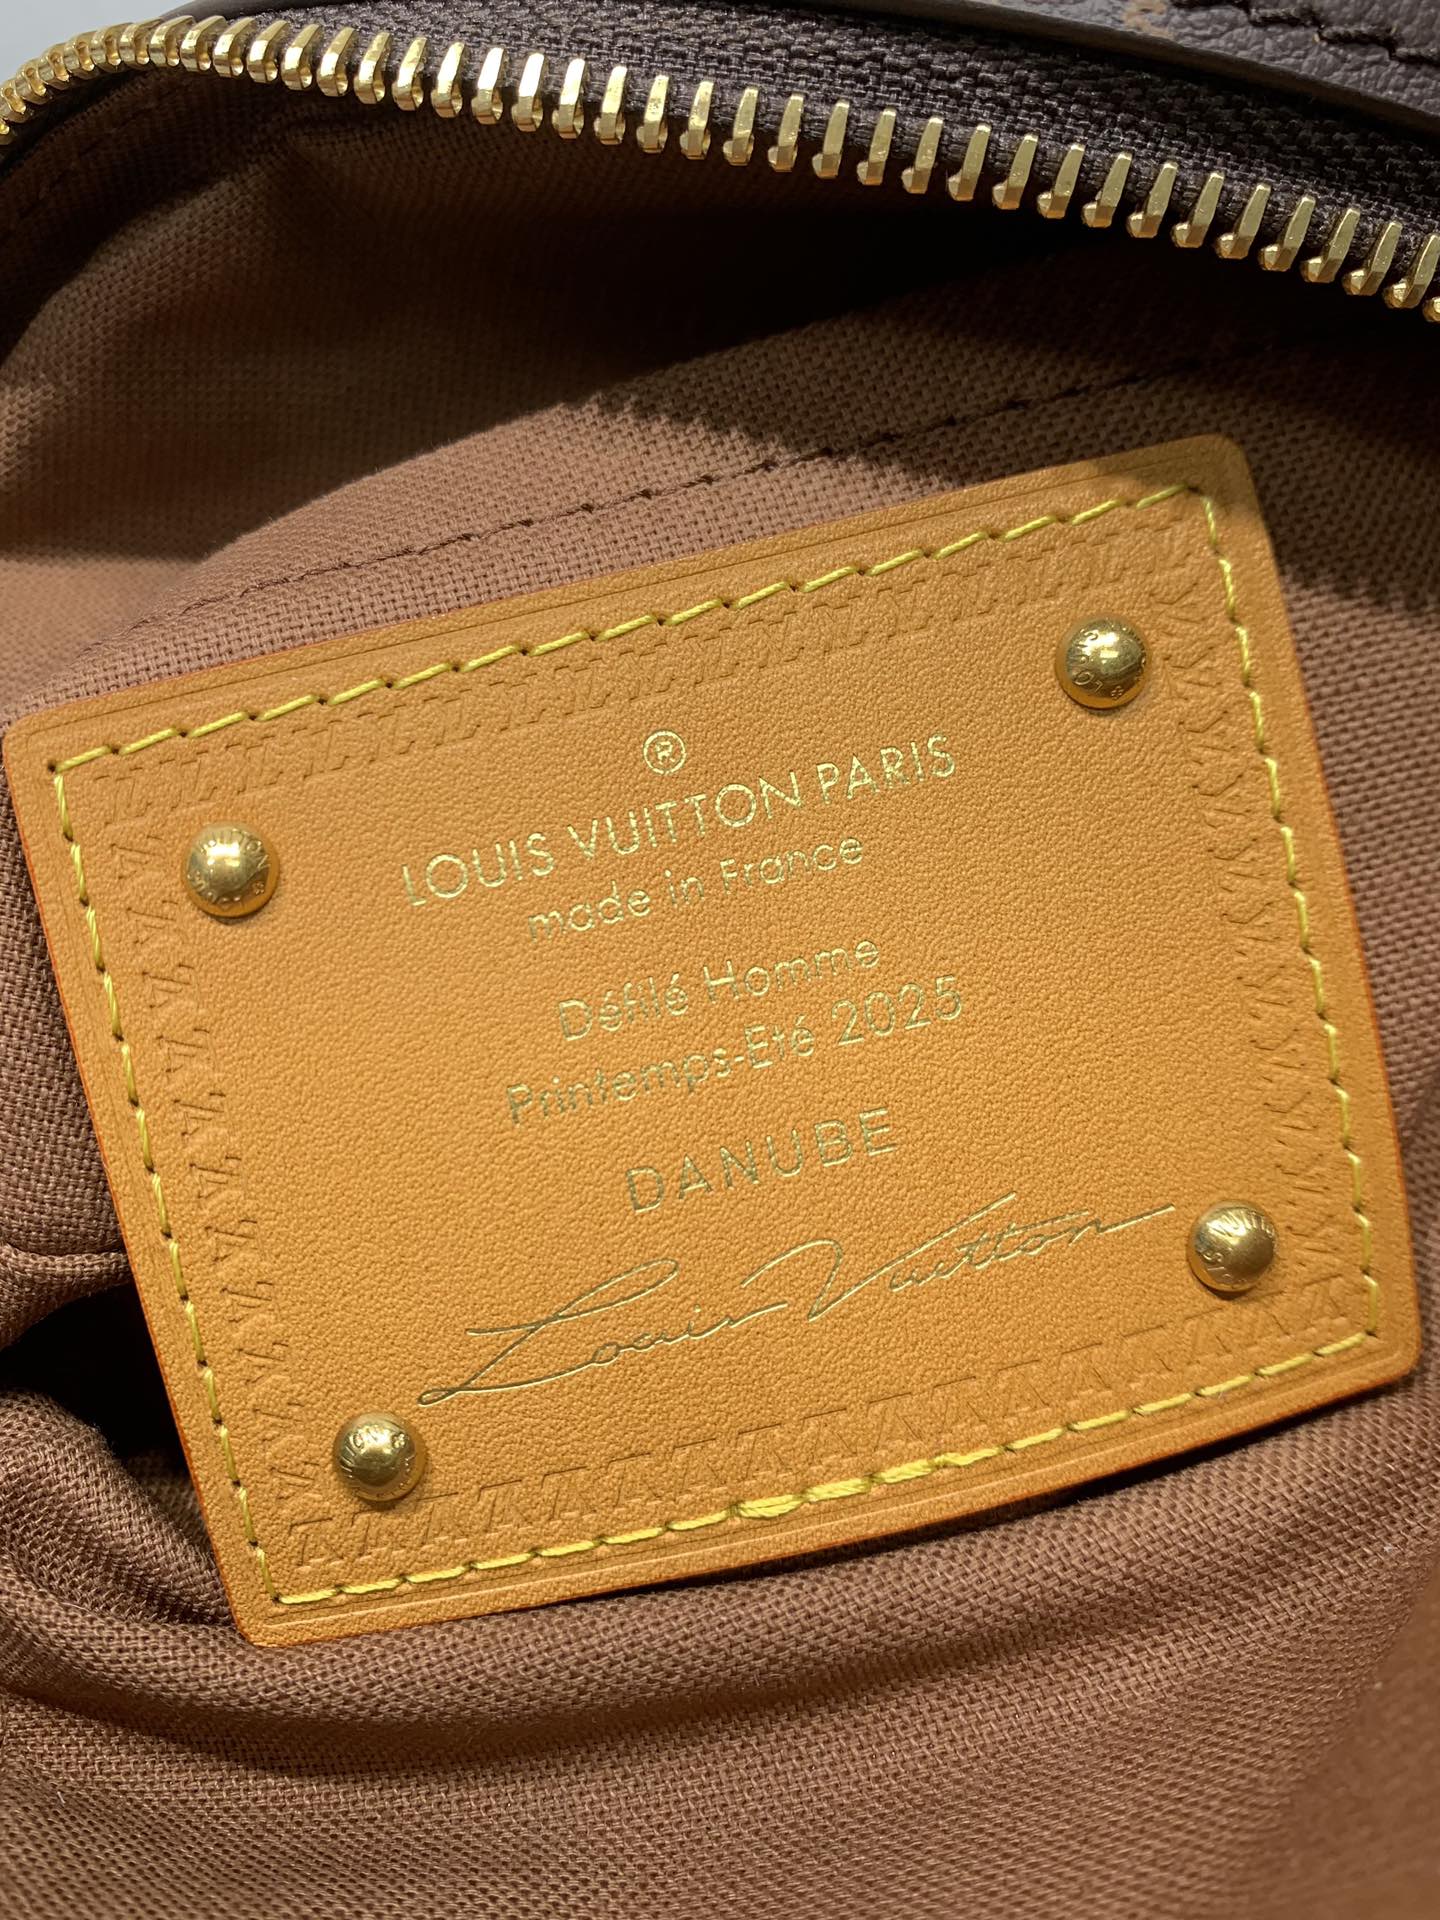 ®
LOUIS VUITTON PARIS
made in France
Défilé Homme
Printemps-Eté 2025
DANUBE
Louis Vuitton